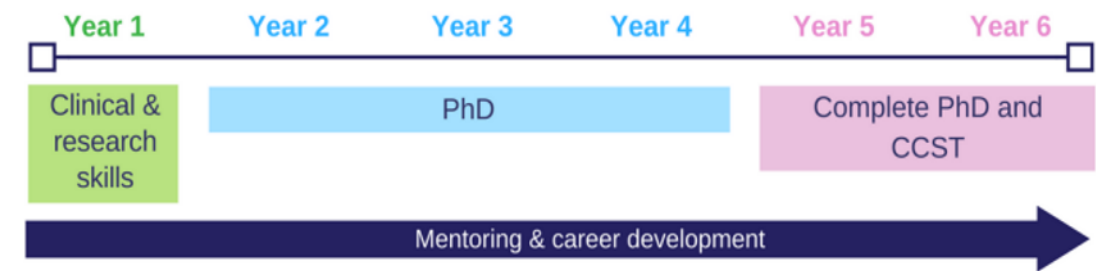 Year 1 Year 2 Year 3 Year 4 Year 5 Year 6
Clinical &
research
skills
PhD
Complete PhD and
CCST
Mentoring & career development